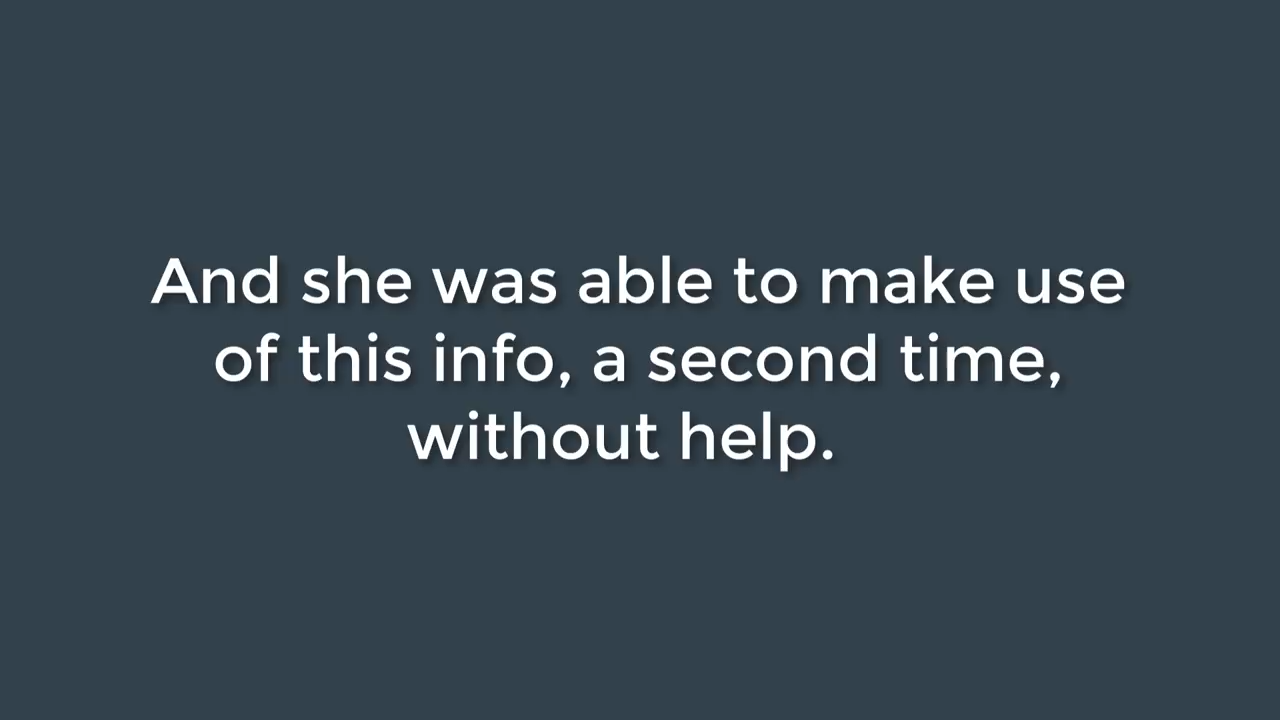 And she was able to make use
of this info, a second time,
without help.